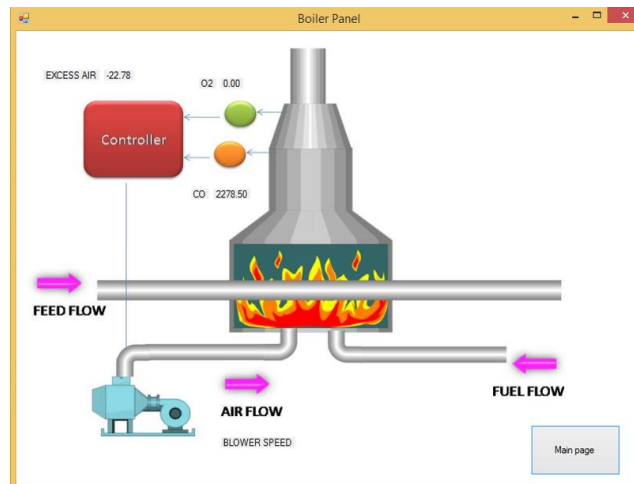 Boiler Panel
EXCESS AIR -22.78
O2 0.00
Controller
CO 2278.50
FEED FLOW
FUEL FLOW
AIR FLOW
BLOWER SPEED
Main page